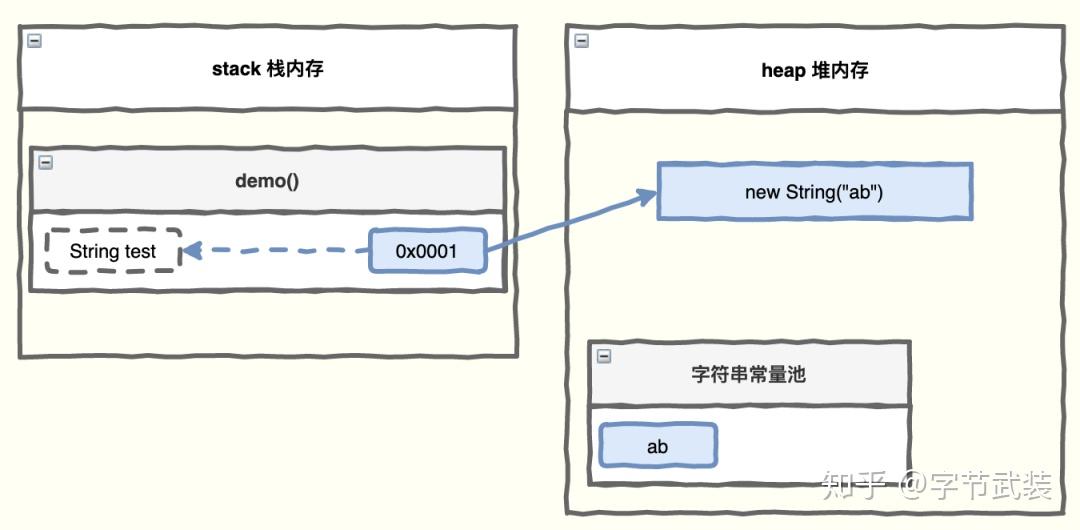 stack 栈内存
demo()
String test
0x0001
heap 堆内存
new String("ab")
字符串常量池
ab
知乎 @字节武装